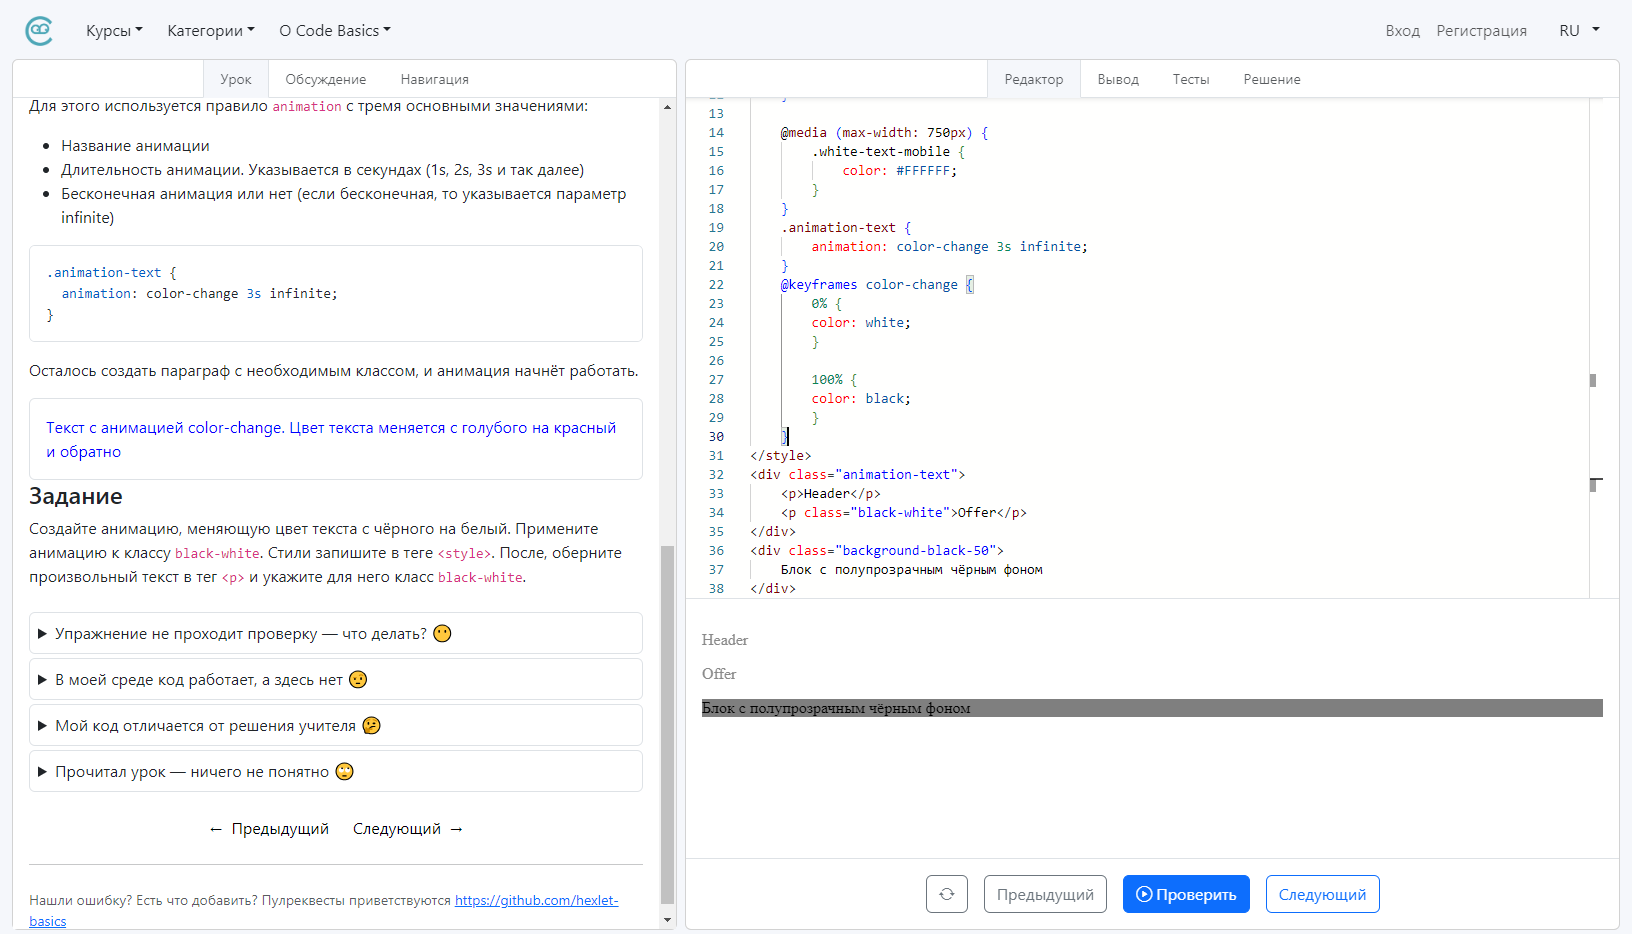 Курсы Категории О Code Basics Вход Регистрация RU
Урок Обсуждение Навигация
Для этого используется правило animation с тремя основными значениями:
Название анимации
Длительность анимации. Указывается в секундах (1s, 2s, 3s и так далее)
Бесконечная анимация или нет (если бесконечная, то указывается параметр
infinite)
.animation-text {
animation: color-change 3s infinite;
}
Осталось создать параграф с необходимым классом, и анимация начнёт работать.
Текст с анимацией color-change. Цвет текста меняется с голубого на красный
и обратно
Задание
Создайте анимацию, меняющую цвет текста с чёрного на белый. Примените
анимацию к классу black-white. Стили запишите в теге <style>. После, оберните
произвольный текст в тег <p> и укажите для него класс black-white.
Упражнение не проходит проверку — что делать? 😶
В моей среде код работает, а здесь нет 🤨
Мой код отличается от решения учителя 🤔
Прочитал урок — ничего не понятно 🙄
← Предыдущий Следующий →
Нашли ошибку? Есть что добавить? Пулреквесты приветствуются https://github.com/hexlet-
basics
Редактор Вывод Тесты Решение
13
14 @media (max-width: 750px) {
15 .white-text-mobile {
16 color: #FFFFFF;
17 }
18 }
19 .animation-text {
20 animation: color-change 3s infinite;
21 }
22 @keyframes color-change {
23 0% {
24 color: white;
25 }
26
27 100% {
28 color: black;
29 }
30 }
31 </style>
32 <div class="animation-text">
33 <p>Header</p>
34 <p class="black-white">Offer</p>
35 </div>
36 <div class="background-black-50">
37 Блок с полупрозрачным чёрным фоном
38 </div>
Header
Offer
Блок с полупрозрачным чёрным фоном
Предыдущий Проверить Следующий